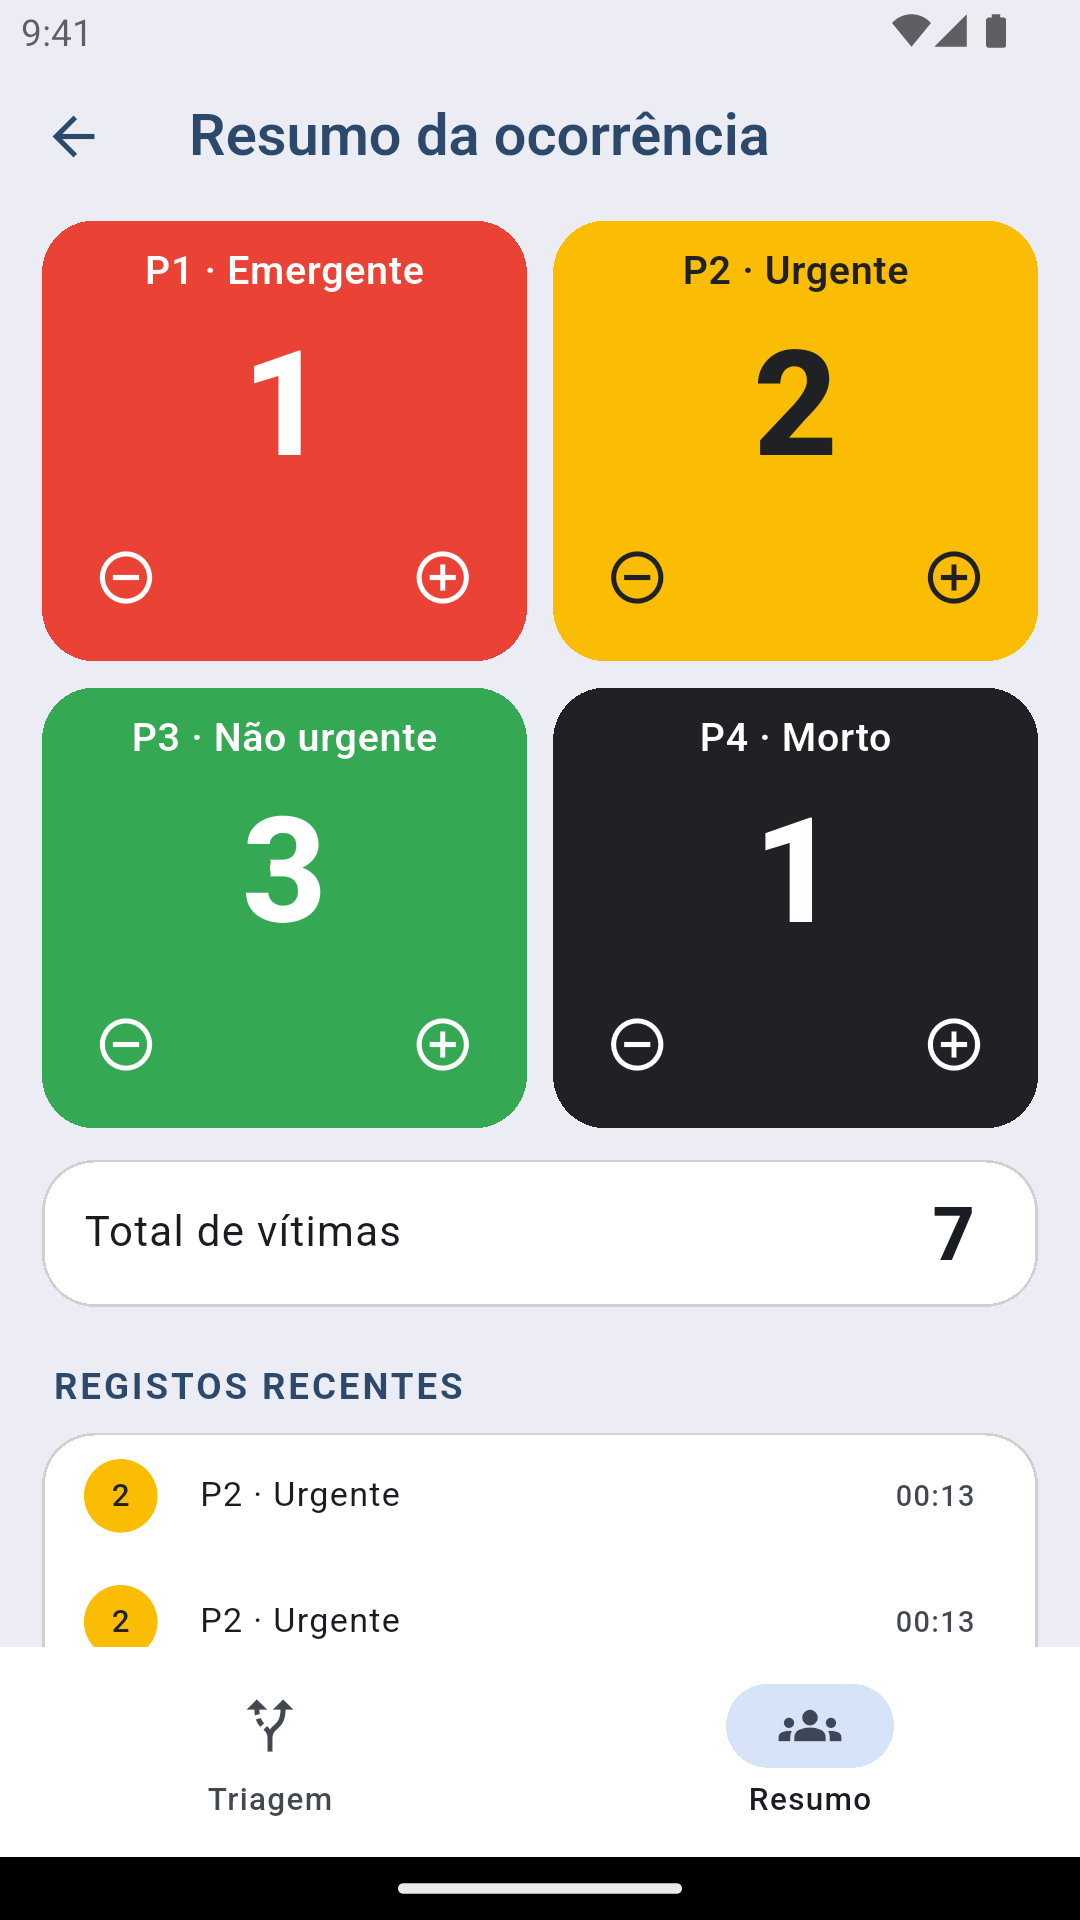 9:41
Resumo da ocorrência
P1 · Emergente
1
P2 · Urgente
2
P3 · Não urgente
3
P4 · Morto
1
Total de vítimas
7
REGISTOS RECENTES
2 P2 · Urgente 00:13
2 P2 · Urgente 00:13
Triagem
Resumo